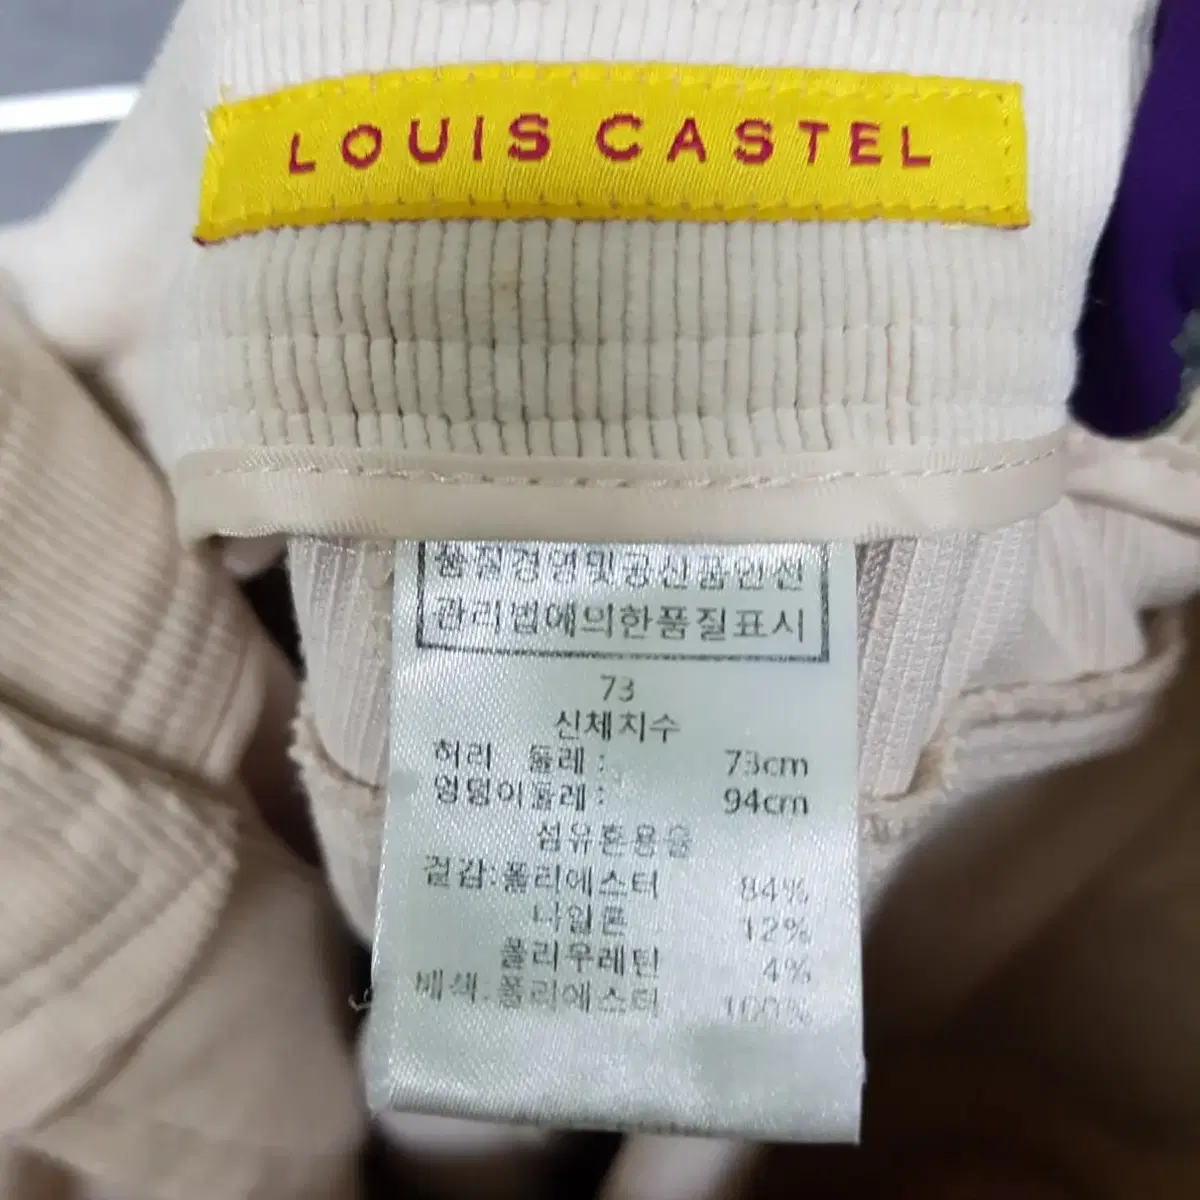 LOUIS CASTEL
품질경영및공산품안전
관리법에의한품질표시
73
신체치수
허리 둘레: 73cm
엉덩이둘레: 94cm
섬유혼용율
겉감:폴리에스터 84%
나일론 12%
폴리우레탄 4%
배색:폴리에스터 100%